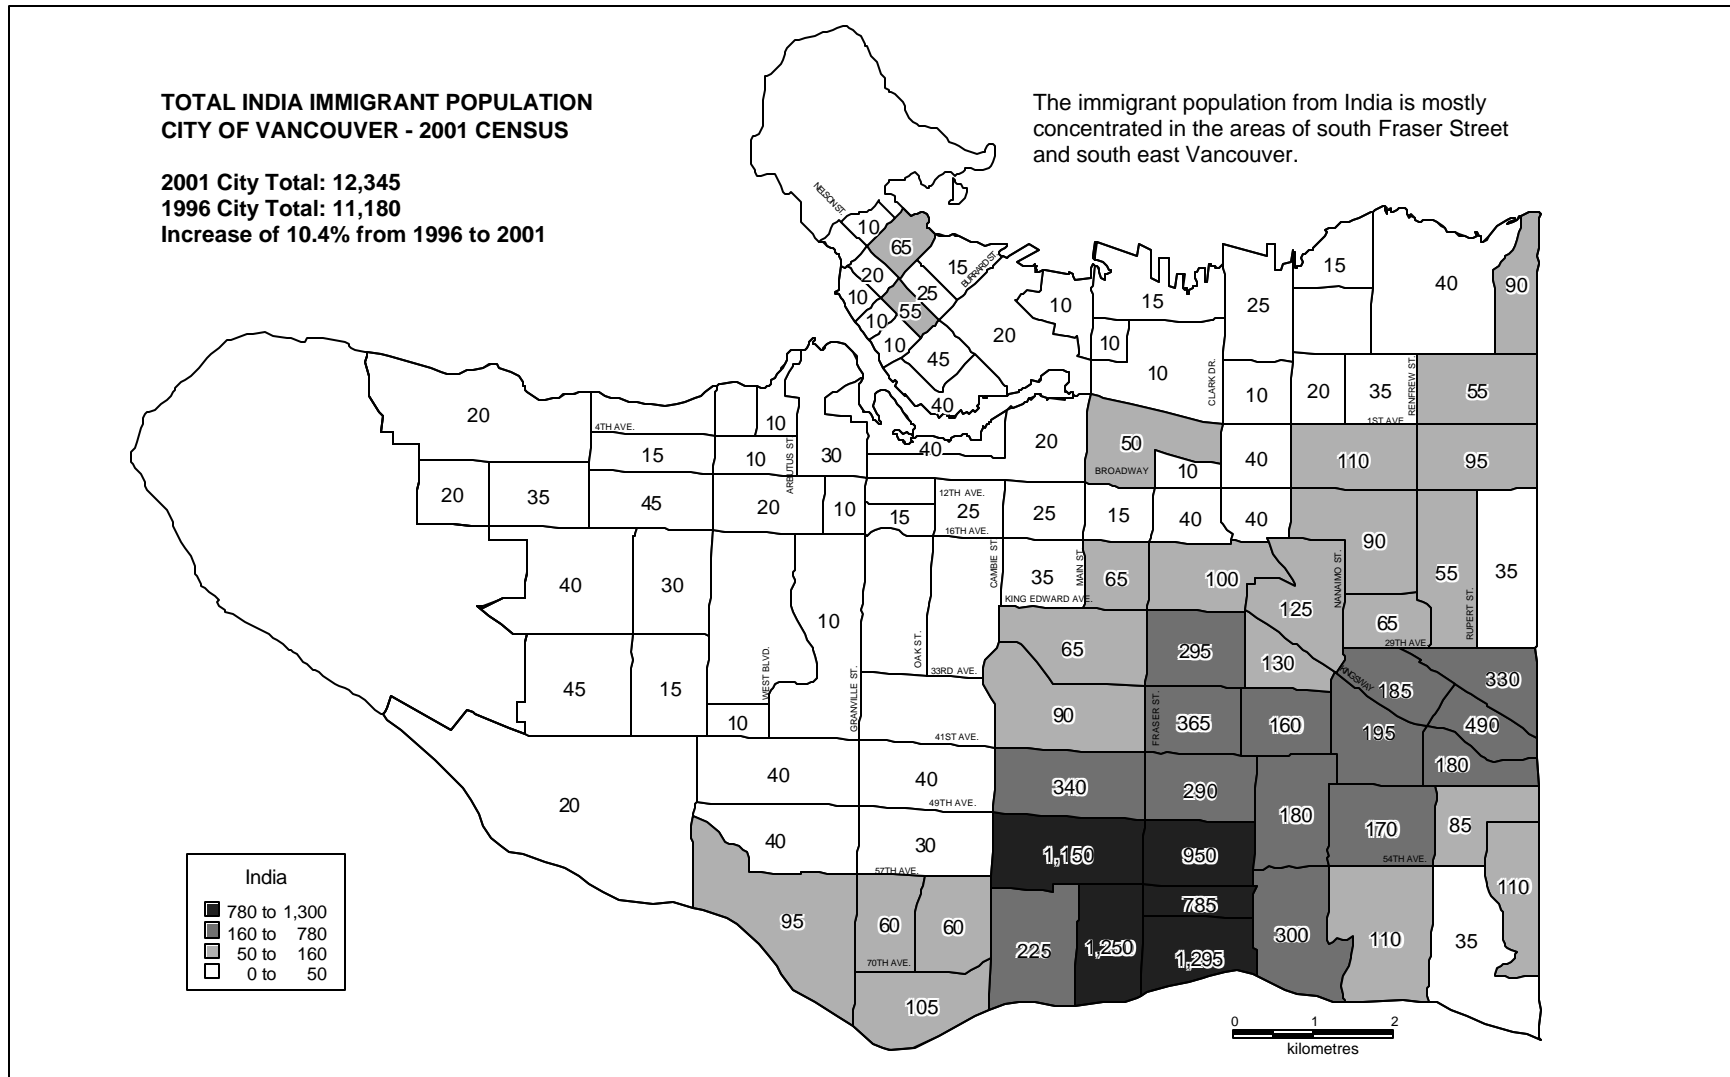 TOTAL INDIA IMMIGRANT POPULATION
CITY OF VANCOUVER - 2001 CENSUS
2001 City Total: 12,345
1996 City Total: 11,180
Increase of 10.4% from 1996 to 2001
The immigrant population from India is mostly
concentrated in the areas of south Fraser Street
and south east Vancouver.
NELSON ST.
10
65
15
BURRARD ST.
20
25
10
55
10
10
45
20
40
10
15
10
10
25
15
40
90
CLARK DR.
10
20
35
RENFREW ST.
55
1ST AVE.
20
4TH AVE.
10
15
10
ARBUTUS ST.
30
40
20
50
BROADWAY
10
40
110
95
20
35
45
20
10
15
12TH AVE.
25
16TH AVE.
25
15
40
40
90
55
35
40
30
10
CAMBIE ST.
35
MAIN ST.
65
100
125
NANAIMO ST.
KING EDWARD AVE.
65
29TH AVE.
RUPERT ST.
OAK ST.
33RD AVE.
65
295
130
KINGSWAY
185
330
45
15
WEST BLVD.
10
GRANVILLE ST.
41ST AVE.
90
FRASER ST.
365
160
195
490
180
20
40
40
49TH AVE.
340
290
180
170
54TH AVE.
85
40
30
57TH AVE.
1,150
950
785
110
95
60
60
70TH AVE.
225
1,250
1,295
300
110
35
105
India
780 to 1,300
160 to 780
50 to 160
0 to 50
0 1 2
kilometres